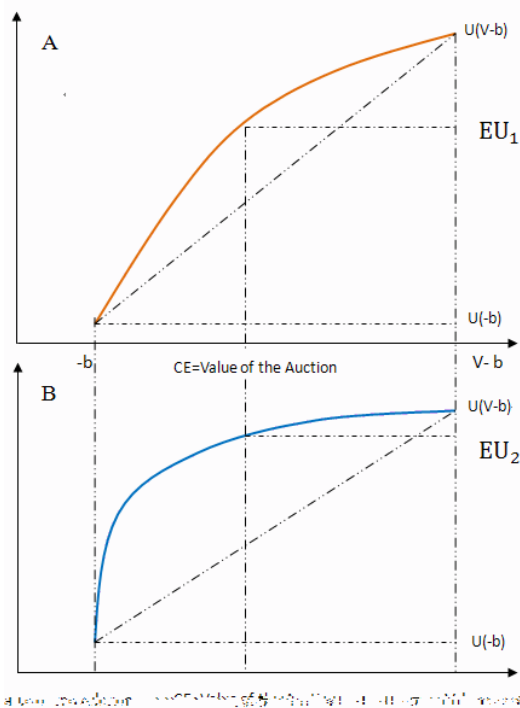 A
U(V-b)
EU₁
U(-b)
-b
CE=Value of the Auction
V- b
B
U(V-b)
EU₂
U(-b)